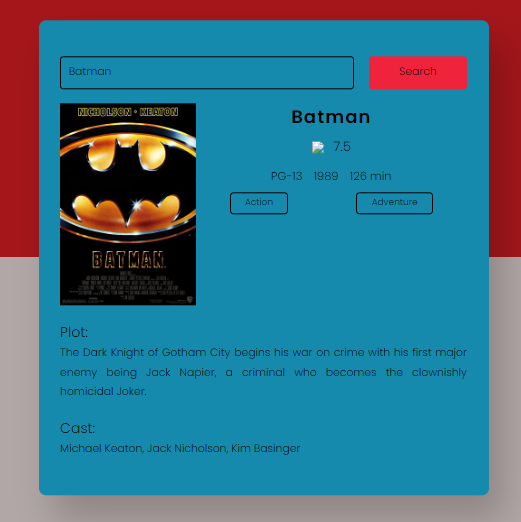 Batman
Search
NICHOLSON • KEATON
BATMAN
Batman
7.5
PG-13 1989 126 min
Action Adventure
Plot:
The Dark Knight of Gotham City begins his war on crime with his first major
enemy being Jack Napier, a criminal who becomes the clownishly
homicidal Joker.
Cast:
Michael Keaton, Jack Nicholson, Kim Basinger